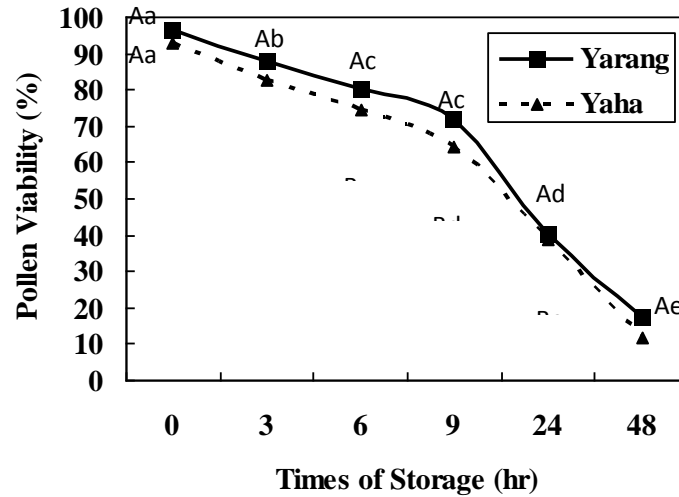 100
90
80
70
60
50
40
30
20
10
0
Pollen Viability (%)
Aa
Aa
Ab
Ac
Ac
Ad
Ae
Yarang
Yaha
0 3 6 9 24 48
Times of Storage (hr)